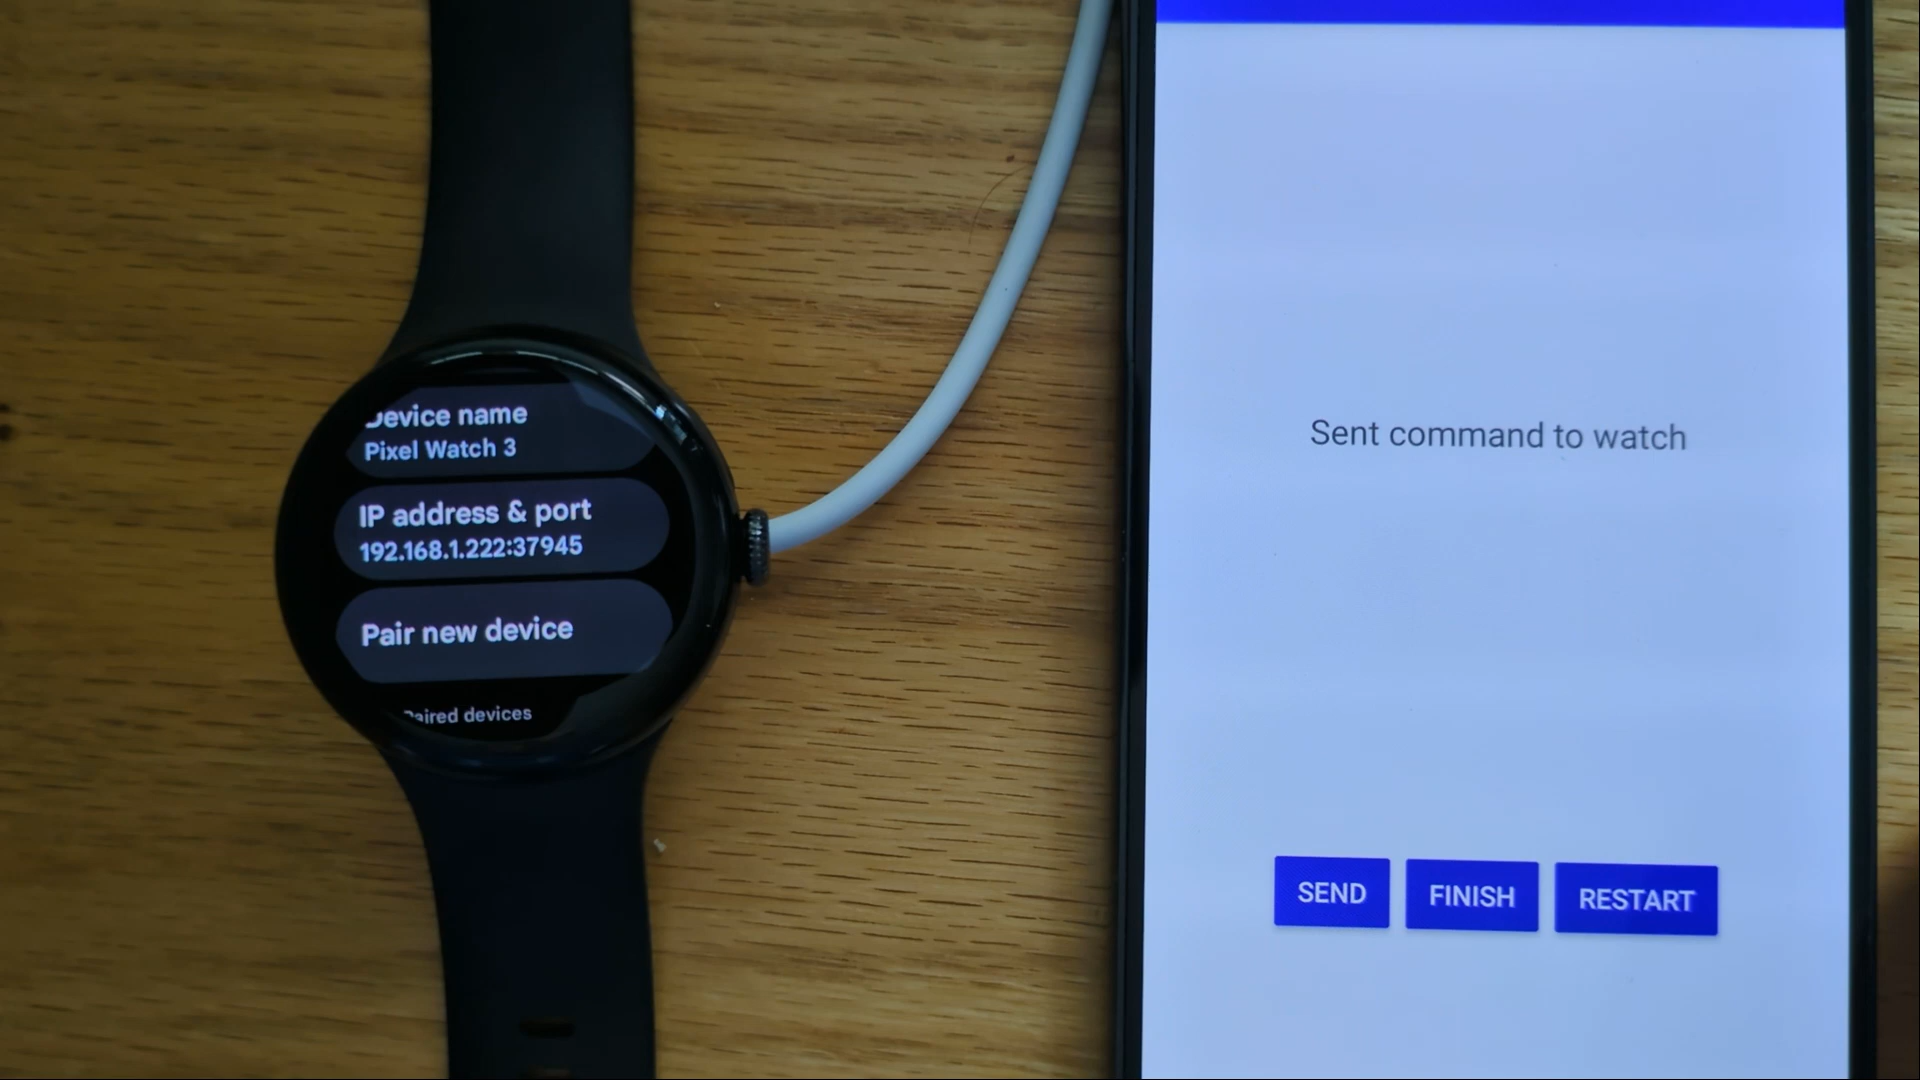 Device name
Pixel Watch 3
IP address & port
192.168.1.222:37945
Pair new device
Paired devices
Sent command to watch
SEND
FINISH
RESTART